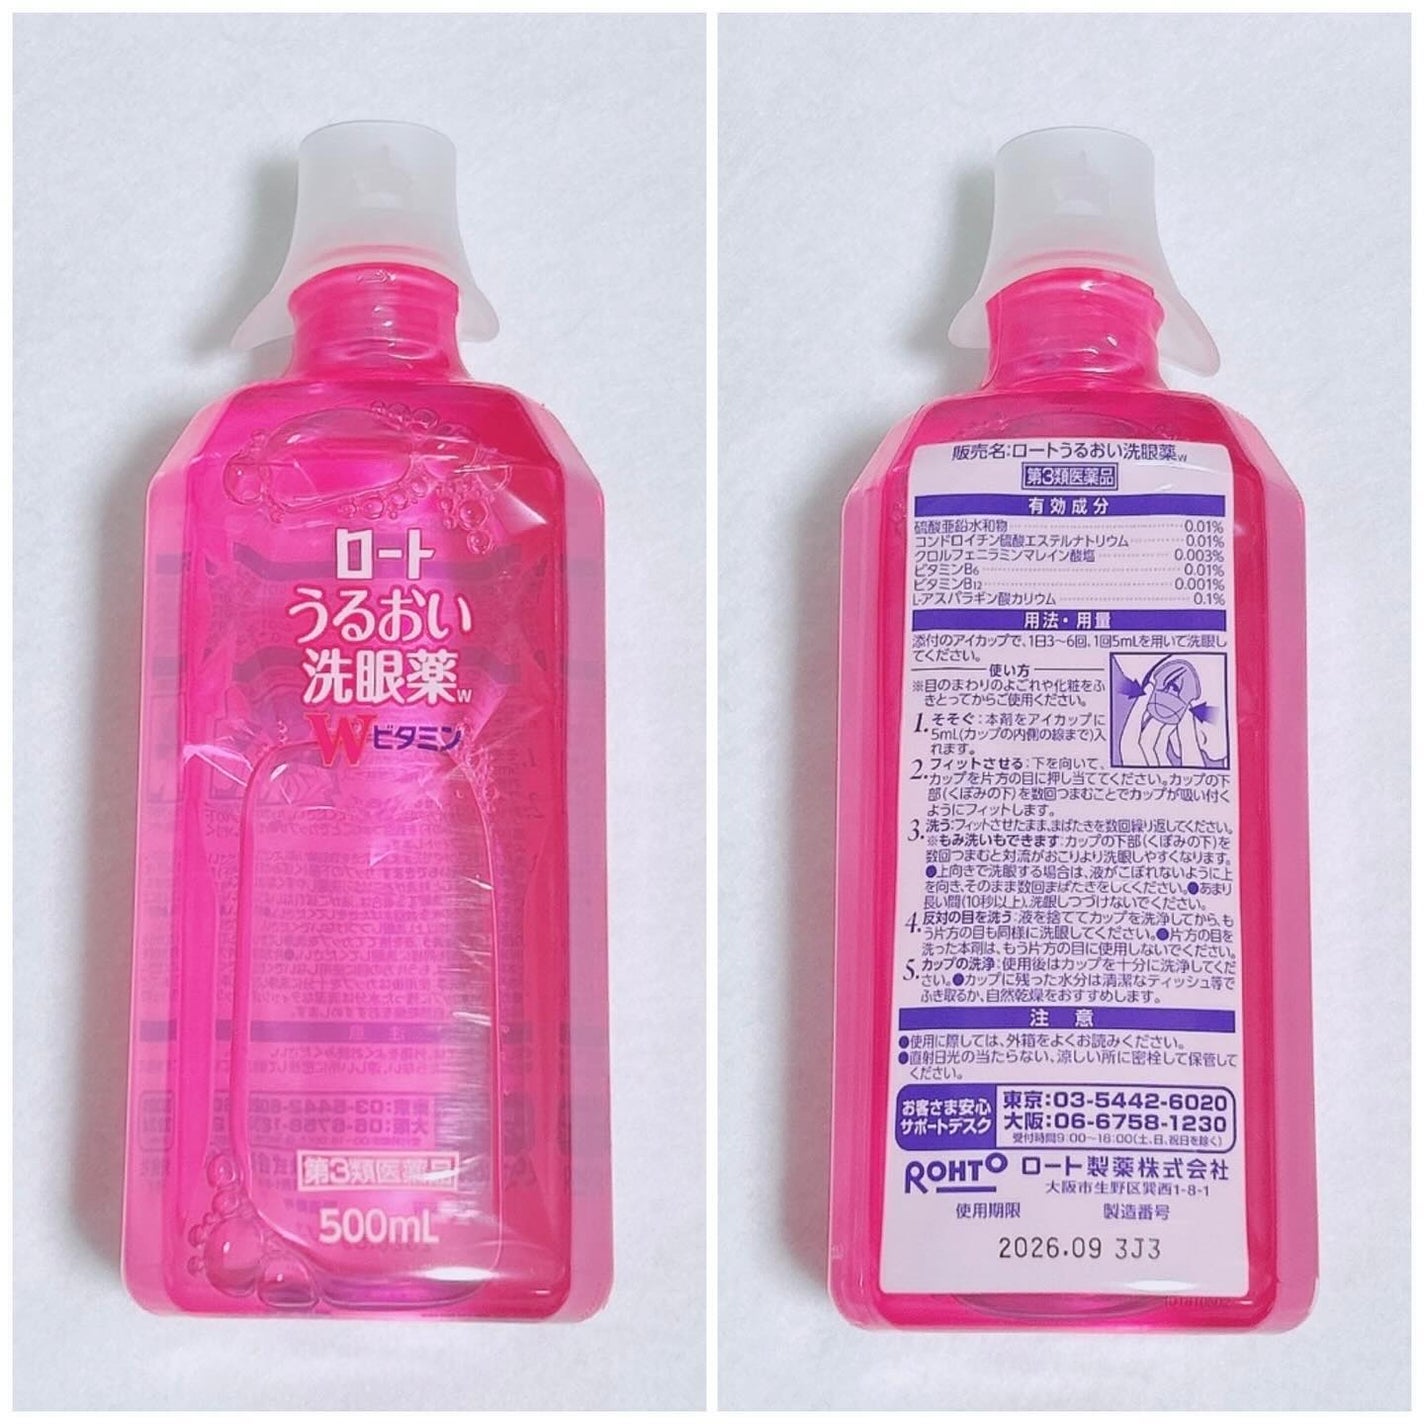 ロート
うるおい
洗眼薬w
Wビタミン
第3類医薬品
500mL
販売名:ロートうるおい洗眼薬w
第3類医薬品
有効成分
硫酸亜鉛水和物 0.01%
コンドロイチン硫酸エステルナトリウム 0.01%
クロルフェニラミンマレイン酸塩 0.003%
ビタミンB6 0.01%
ビタミンB12 0.001%
L-アスパラギン酸カリウム 0.1%
用法・用量
添付のアイカップで、1日3〜6回、1回5mLを用いて洗眼し
てください。
使い方
※目のまわりのよごれや化粧をふ
きとってからご使用ください。
1.そそぐ:本剤をアイカップに
5mL(カップの内側の線まで)入
れます。
2.フィットさせる:下を向いて、
カップを片方の目に押し当ててください。カップの下
部(くぼみの下)を数回つまむことでカップが吸い付く
ようにフィットします。
3.洗う:フィットさせたまま、まばたきを数回繰り返してください。
※もみ洗いもできます:カップの下部(くぼみの下)を
数回つまむと対流がおこりより洗眼しやすくなります。
●上向きで洗眼する場合は、液がこぼれないように上
を向き、そのまま数回まばたきをしてください。●あまり
長い間(10秒以上)、洗眼しつづけないでください。
4.反対の目を洗う:液を捨ててカップを洗浄してから、も
う片方の目も同様に洗眼してください。●片方の目を
洗った本剤は、もう片方の目に使用しないでください。
5.カップの洗浄:使用後はカップを十分に洗浄してくだ
さい。●カップに残った水分は清潔なティッシュ等で
ふき取るか、自然乾燥をおすすめします。
注意
●使用に際しては、外箱をよくお読みください。
●直射日光の当たらない、涼しい所に密栓して保管して
ください。
お客さま安心
サポートデスク
東京:03-5442-6020
大阪:06-6758-1230
受付時間9:00〜18:00(土、日、祝日を除く)
ROHTO ロート製薬株式会社
大阪市生野区巽西1-8-1
使用期限 製造番号
2026.09 3J3